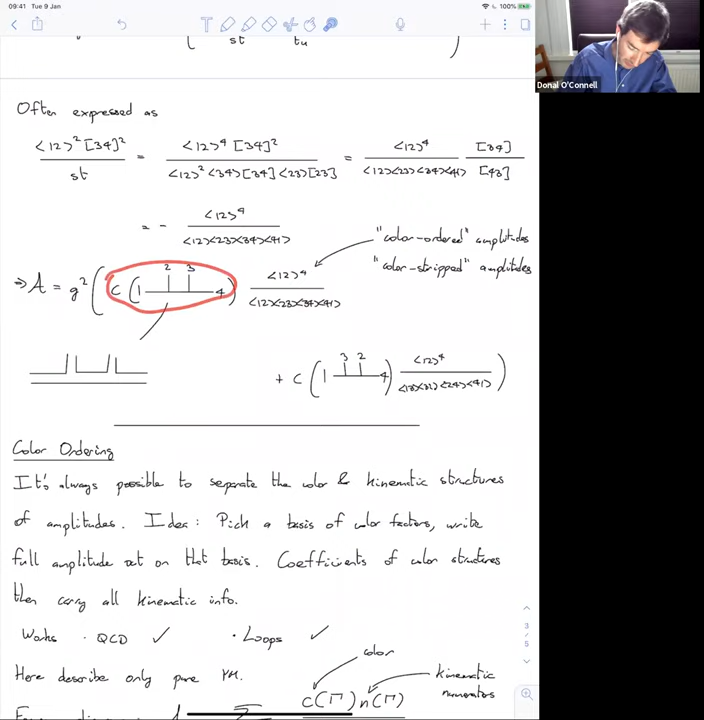 09:41 Tue 9 Jan
100%
Donal O'Connell
st tu
Often expressed as
<12>² [34]² / st = <12>⁴ [34]² / <12>² <34>[34] <23>[23] = <12>⁴ / <12><23><34><41> [34] / [43]
= - <12>⁴ / <12><23><34><41>
"color-ordered" amplitudes
"color-stripped" amplitudes
⇒ A = g² ( c ( 1 2 3 4 ) <12>⁴ / <12><23><34><41>
+ c ( 1 3 2 4 ) <12>⁴ / <13><32><24><41> )
Color Ordering
It's always possible to separate the color & kinematic structures
of amplitudes. Idea: Pick a basis of color factors, write
full amplitude out on that basis. Coefficients of color structures
then carry all kinematic info.
Works · QCD ✓ · Loops ✓
color
Here describe only pure YM.
kinematic
numerators
c(Γ) n(Γ)
3
/
5